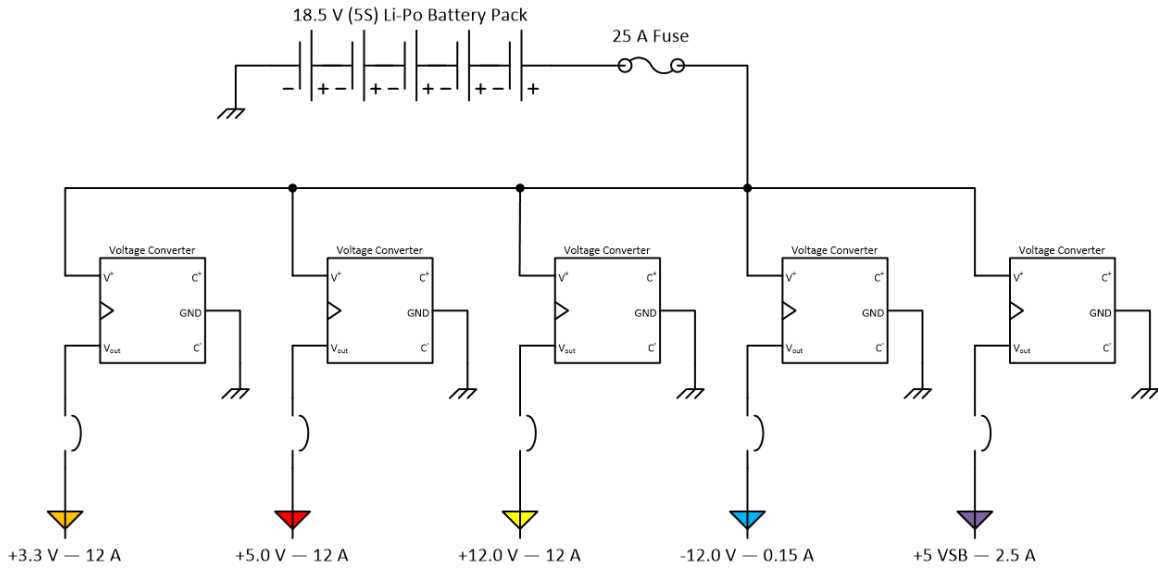 18.5 V (5S) Li-Po Battery Pack
25 A Fuse
− + − + − + − + − +
Voltage Converter Voltage Converter Voltage Converter Voltage Converter Voltage Converter
V+ C+ V+ C+ V+ C+ V+ C+ V+ C+
GND GND GND GND GND
Vout C- Vout C- Vout C- Vout C- Vout C-
+3.3 V — 12 A +5.0 V — 12 A +12.0 V — 12 A -12.0 V — 0.15 A +5 VSB — 2.5 A